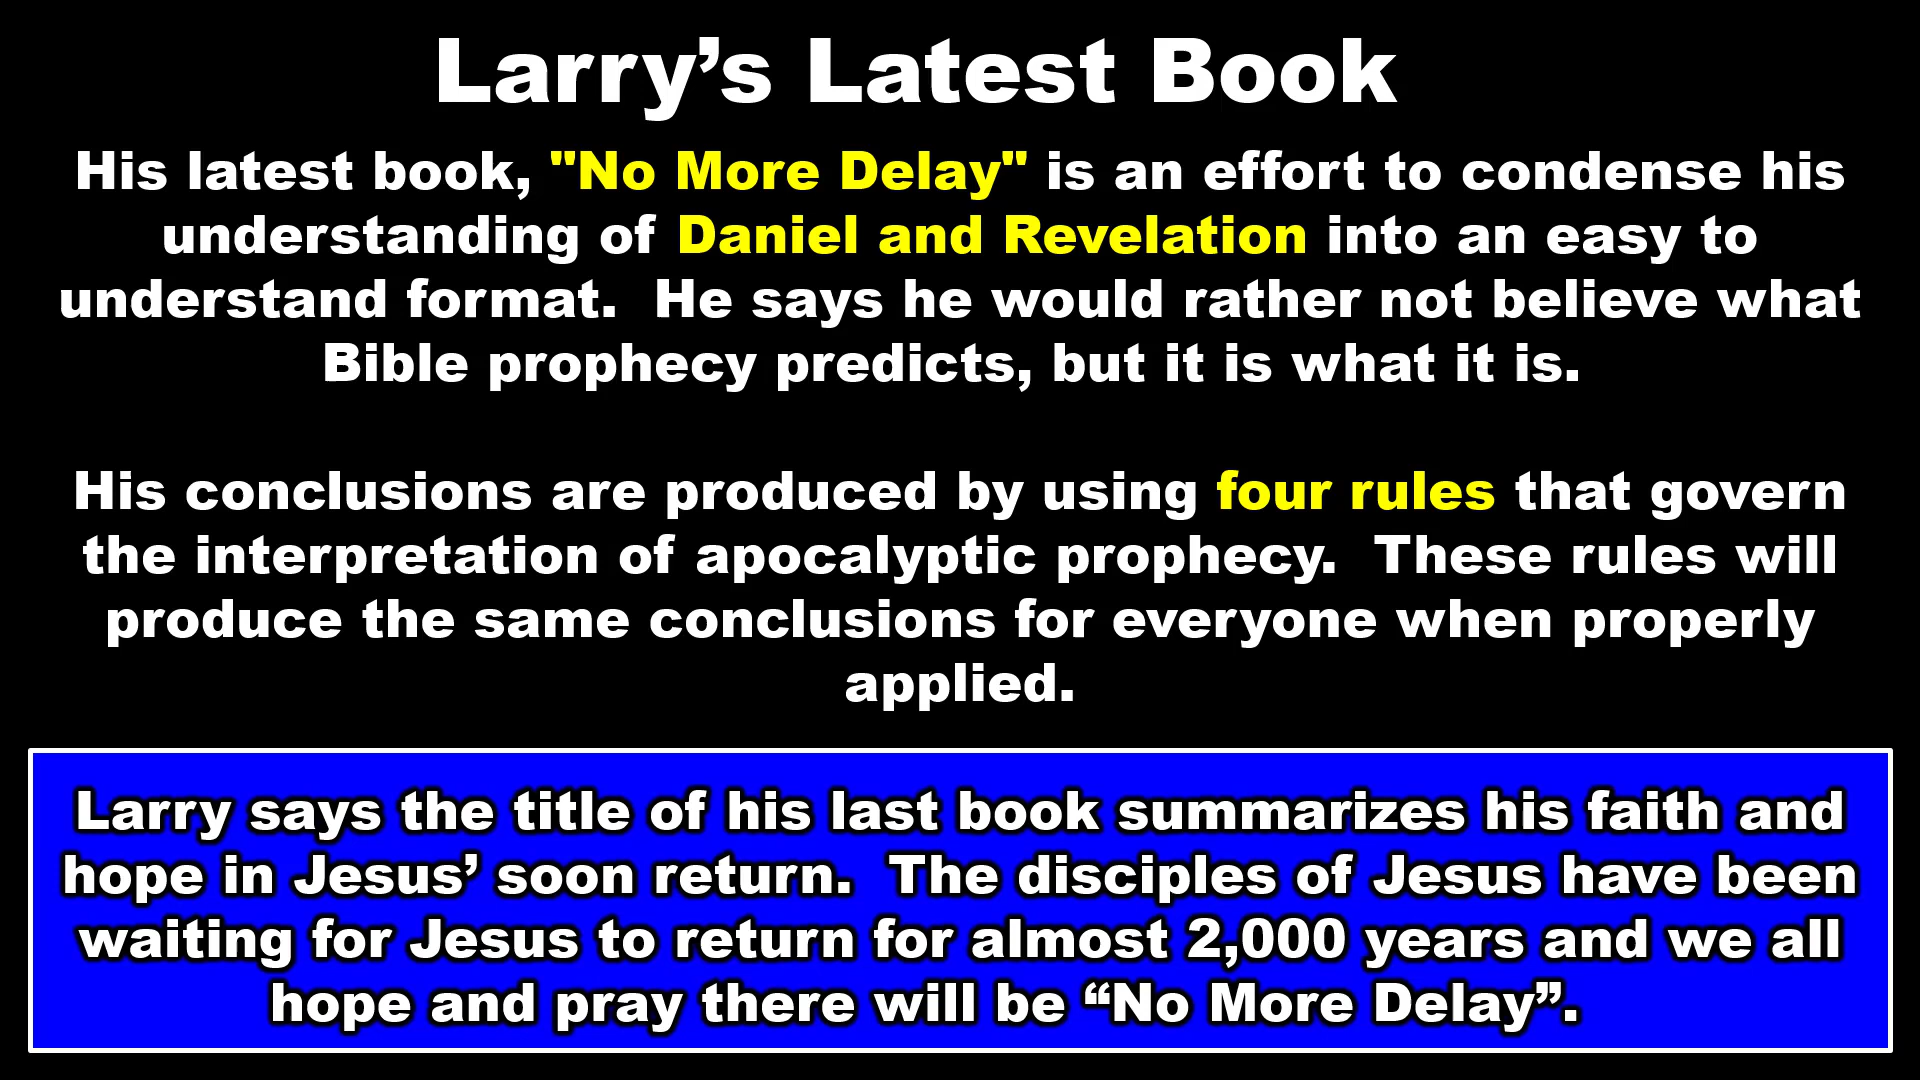 Larry’s Latest Book
His latest book, "No More Delay" is an effort to condense his
understanding of Daniel and Revelation into an easy to
understand format.  He says he would rather not believe what
Bible prophecy predicts, but it is what it is.
His conclusions are produced by using four rules that govern
the interpretation of apocalyptic prophecy.  These rules will
produce the same conclusions for everyone when properly
applied.
Larry says the title of his last book summarizes his faith and
hope in Jesus’ soon return.  The disciples of Jesus have been
waiting for Jesus to return for almost 2,000 years and we all
hope and pray there will be “No More Delay”.